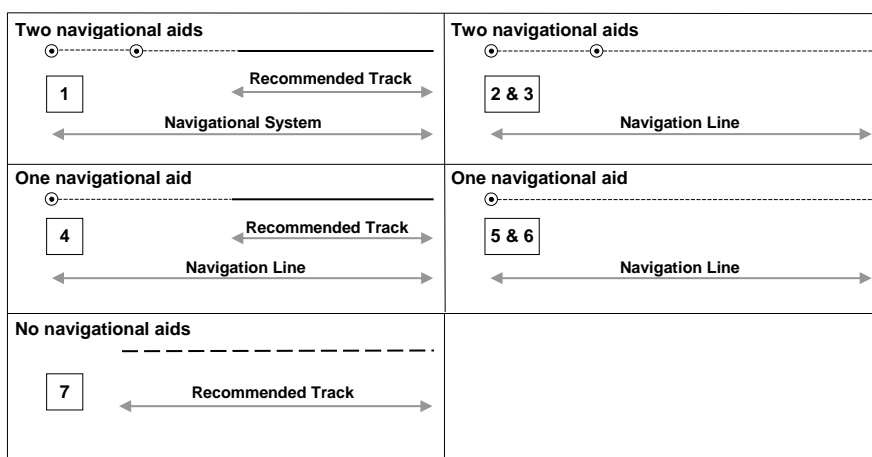 Two navigational aids
Recommended Track
1
Navigational System
Two navigational aids
2 & 3
Navigation Line
One navigational aid
Recommended Track
4
Navigation Line
One navigational aid
5 & 6
Navigation Line
No navigational aids
7
Recommended Track